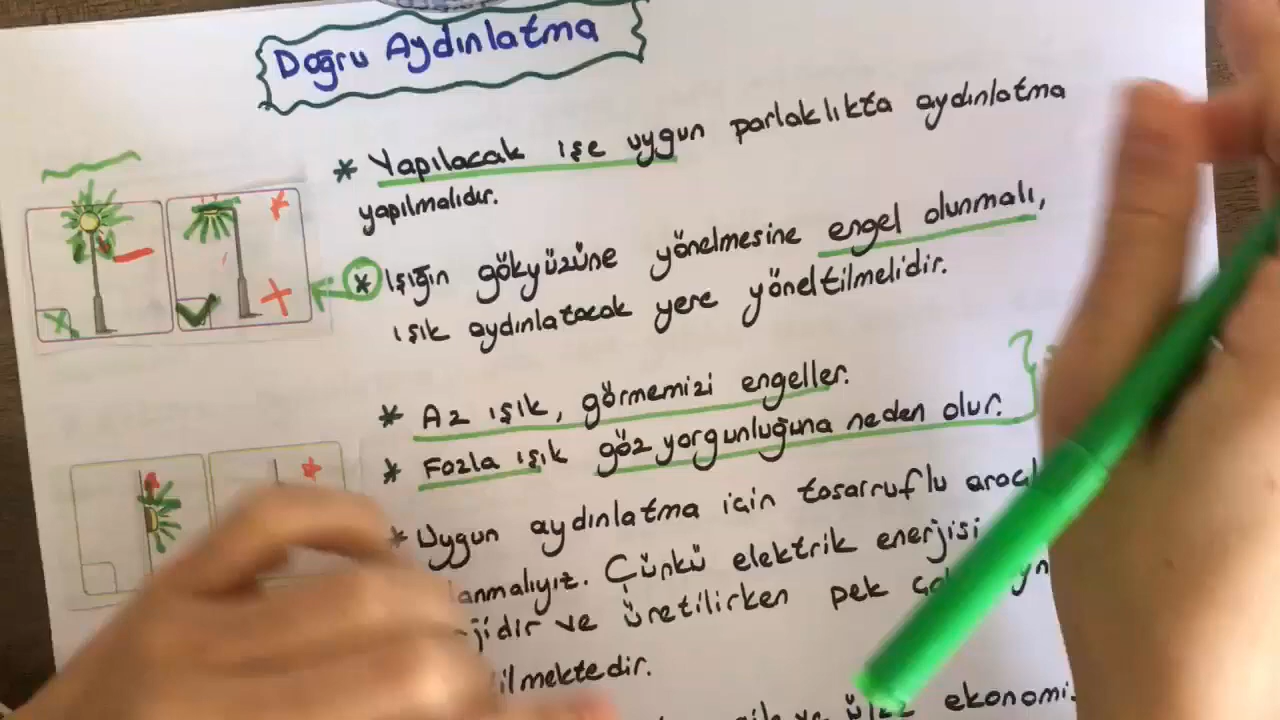 Doğru Aydınlatma
* Yapılacak işe uygun parlaklıkta aydınlatma
yapılmalıdır.
* Işığın gökyüzüne yönelmesine engel olunmalı,
ışık aydınlatacak yere yöneltilmelidir.
* Az ışık, görmemizi engeller.
* Fazla ışık göz yorgunluğuna neden olur.
* Uygun aydınlatma için tasarruflu
Çünkü elektrik enerjisi
ve üretilirken pek
ekonomi